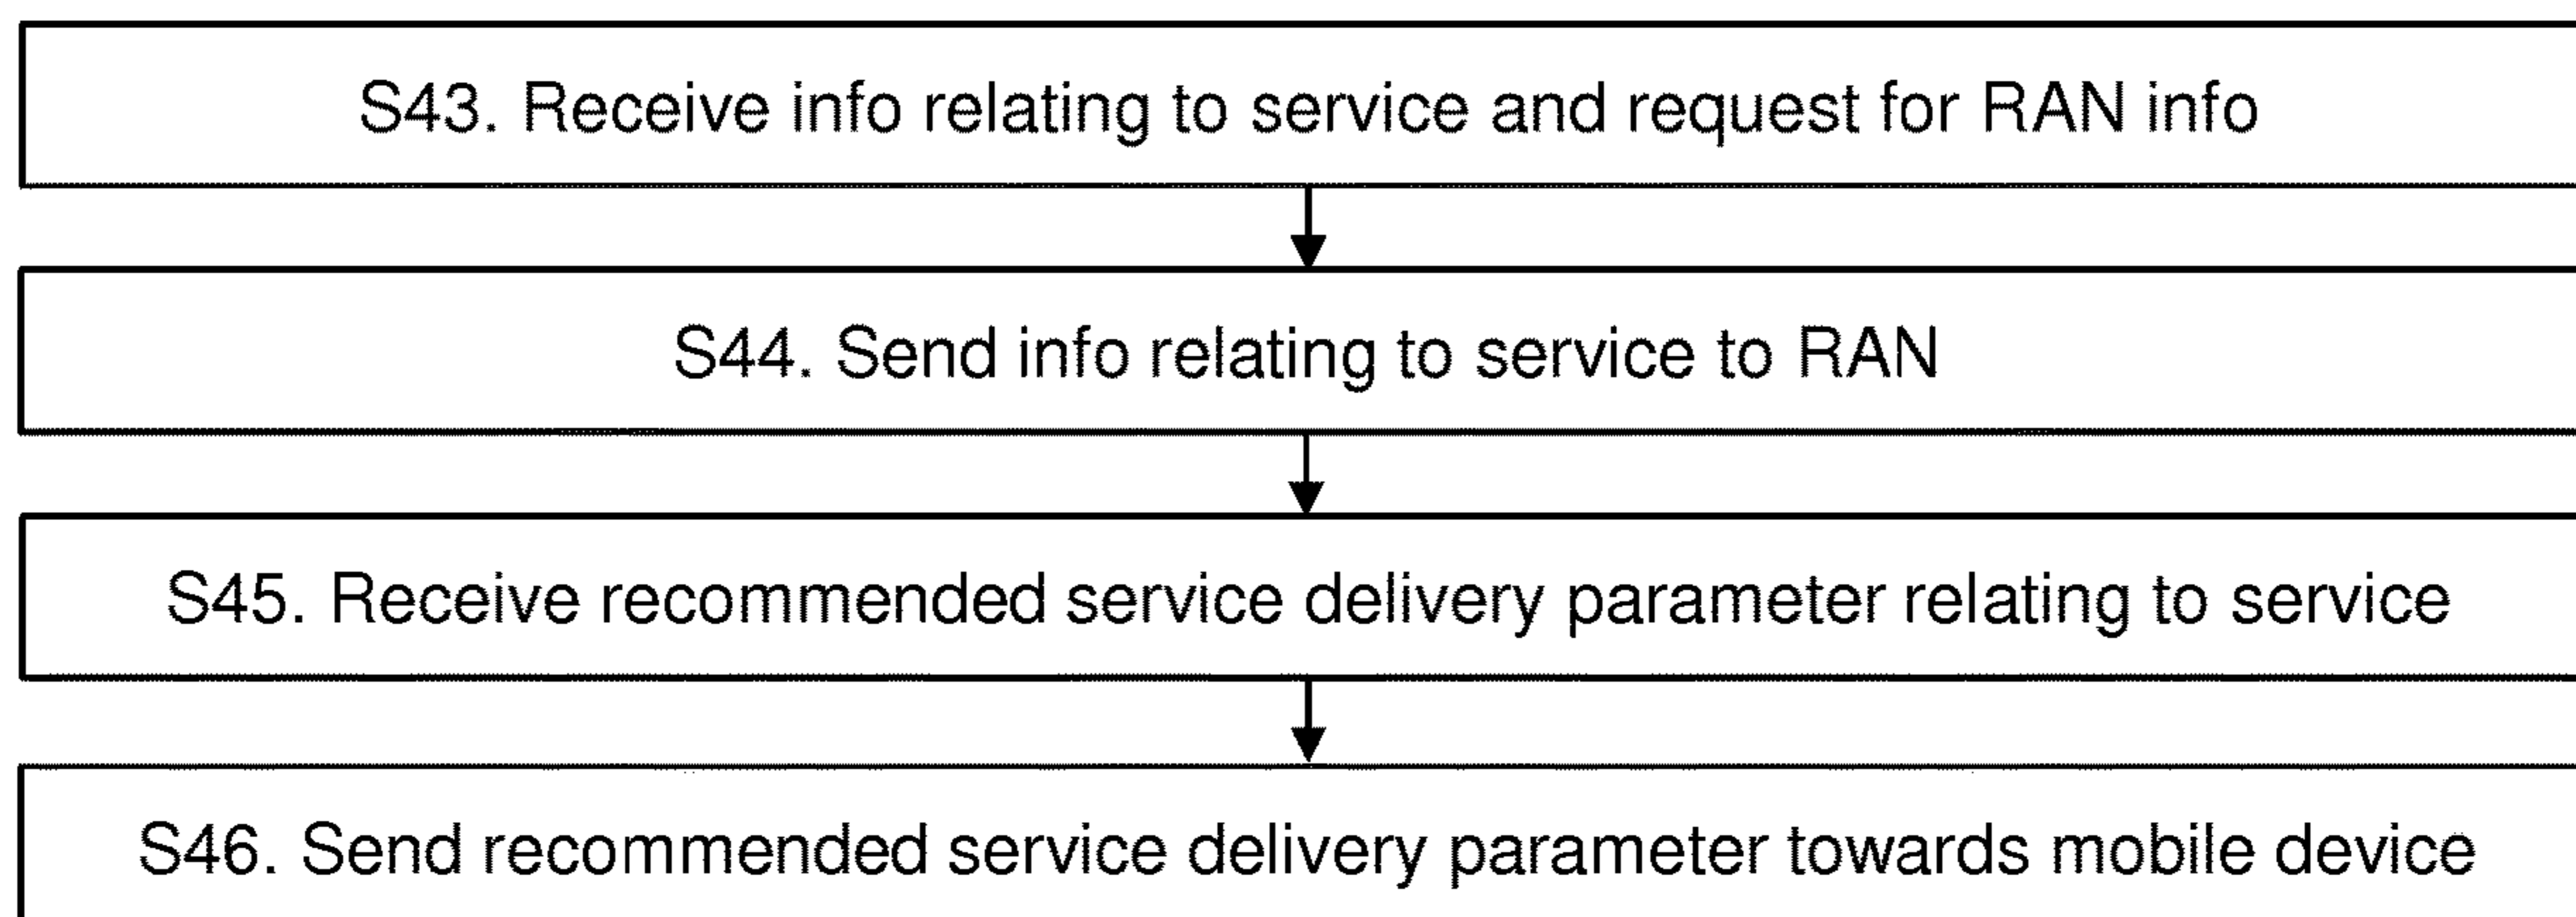 S43. Receive info relating to service and request for RAN info
S44. Send info relating to service to RAN
S45. Receive recommended service delivery parameter relating to service
S46. Send recommended service delivery parameter towards mobile device